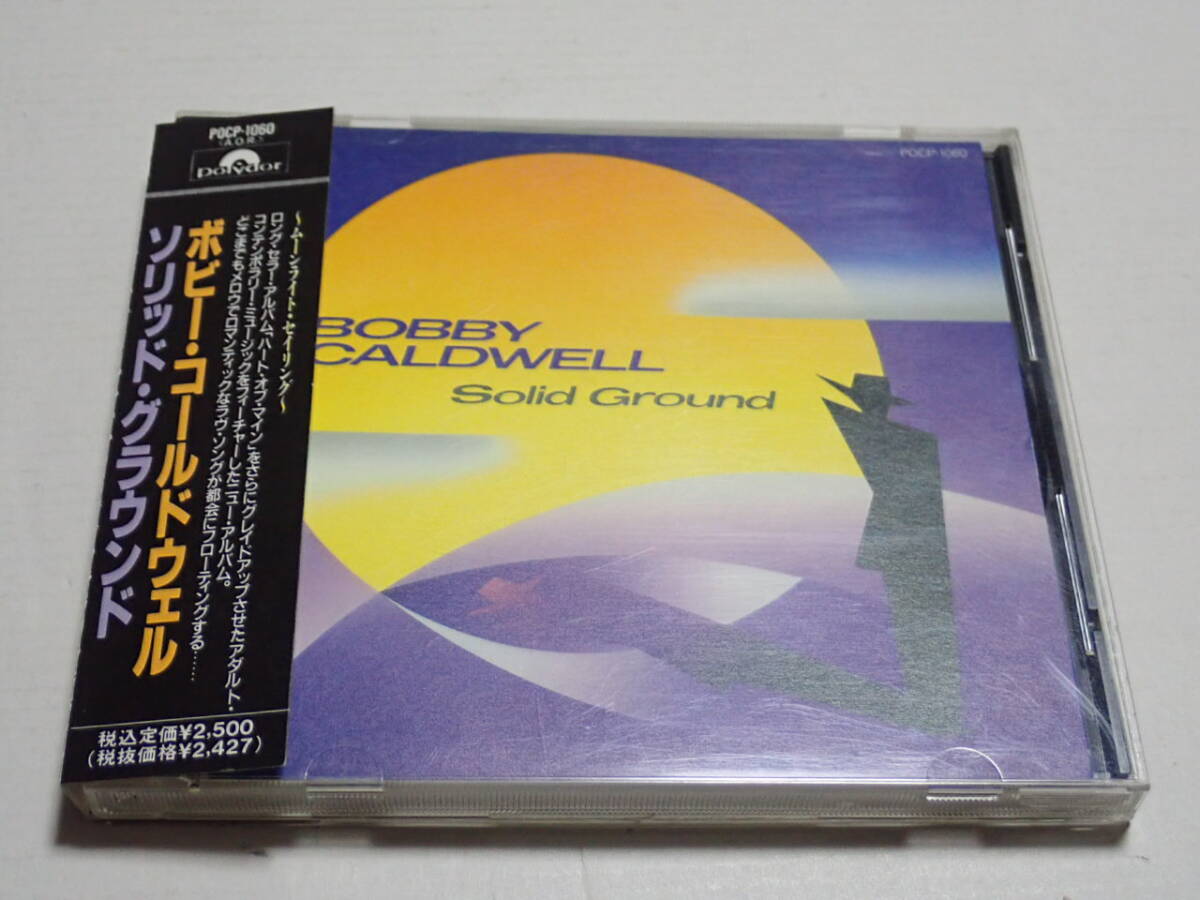 POCP-1060
〈A.O.R.〉
polydor
ボビー・コールドウェル
ソリッド・グラウンド
〜ムーンライト・セイリング〜
ロング・セラー・アルバム「ハート・オブ・マイン」をさらにグレイドアップさせたアダルト・
コンテンポラリー・ミュージックをフィーチャーしたニュー・アルバム。
どこまでもメロウでロマンティックなラヴ・ソングが都会にフローティングする……
税込定価¥2,500
(税抜価格¥2,427)
POCP-1060
BOBBY
CALDWELL
Solid Ground